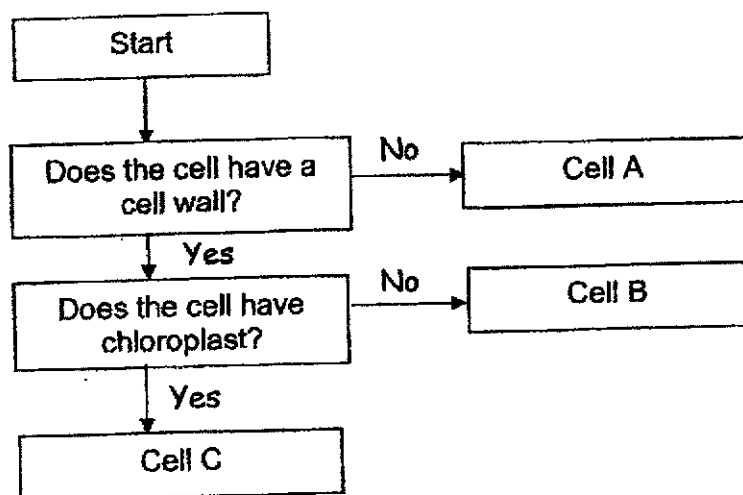 Start
Does the cell have a
cell wall?
No
Cell A
Yes
Does the cell have
chloroplast?
No
Cell B
Yes
Cell C